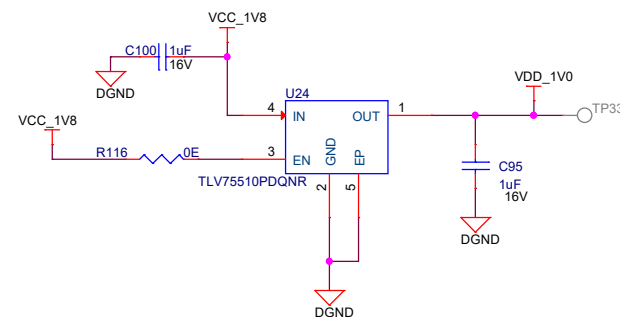 VCC_1V8
C100 1uF
16V
DGND
U24
VDD_1V0
4 IN OUT 1
TP33
VCC_1V8
R116 0E 3 EN
GND EP
TLV75510PDQNR
2 5
C95
1uF
16V
DGND
DGND